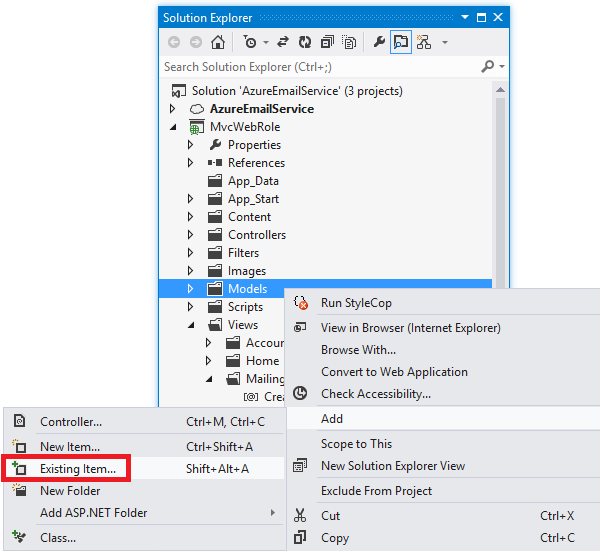 Solution Explorer
Search Solution Explorer (Ctrl+;)
Solution 'AzureEmailService' (3 projects)
AzureEmailService
MvcWebRole
Properties
References
App_Data
App_Start
Content
Controllers
Filters
Images
Models
Scripts
Views
Accou
Home
Mailing
[@] Crea
Run StyleCop
View in Browser (Internet Explorer)
Browse With...
Convert to Web Application
Check Accessibility...
Add
Scope to This
New Solution Explorer View
Exclude From Project
Cut Ctrl+X
Copy Ctrl+C
Controller... Ctrl+M, Ctrl+C
New Item... Ctrl+Shift+A
Existing Item... Shift+Alt+A
New Folder
Add ASP.NET Folder
Class...